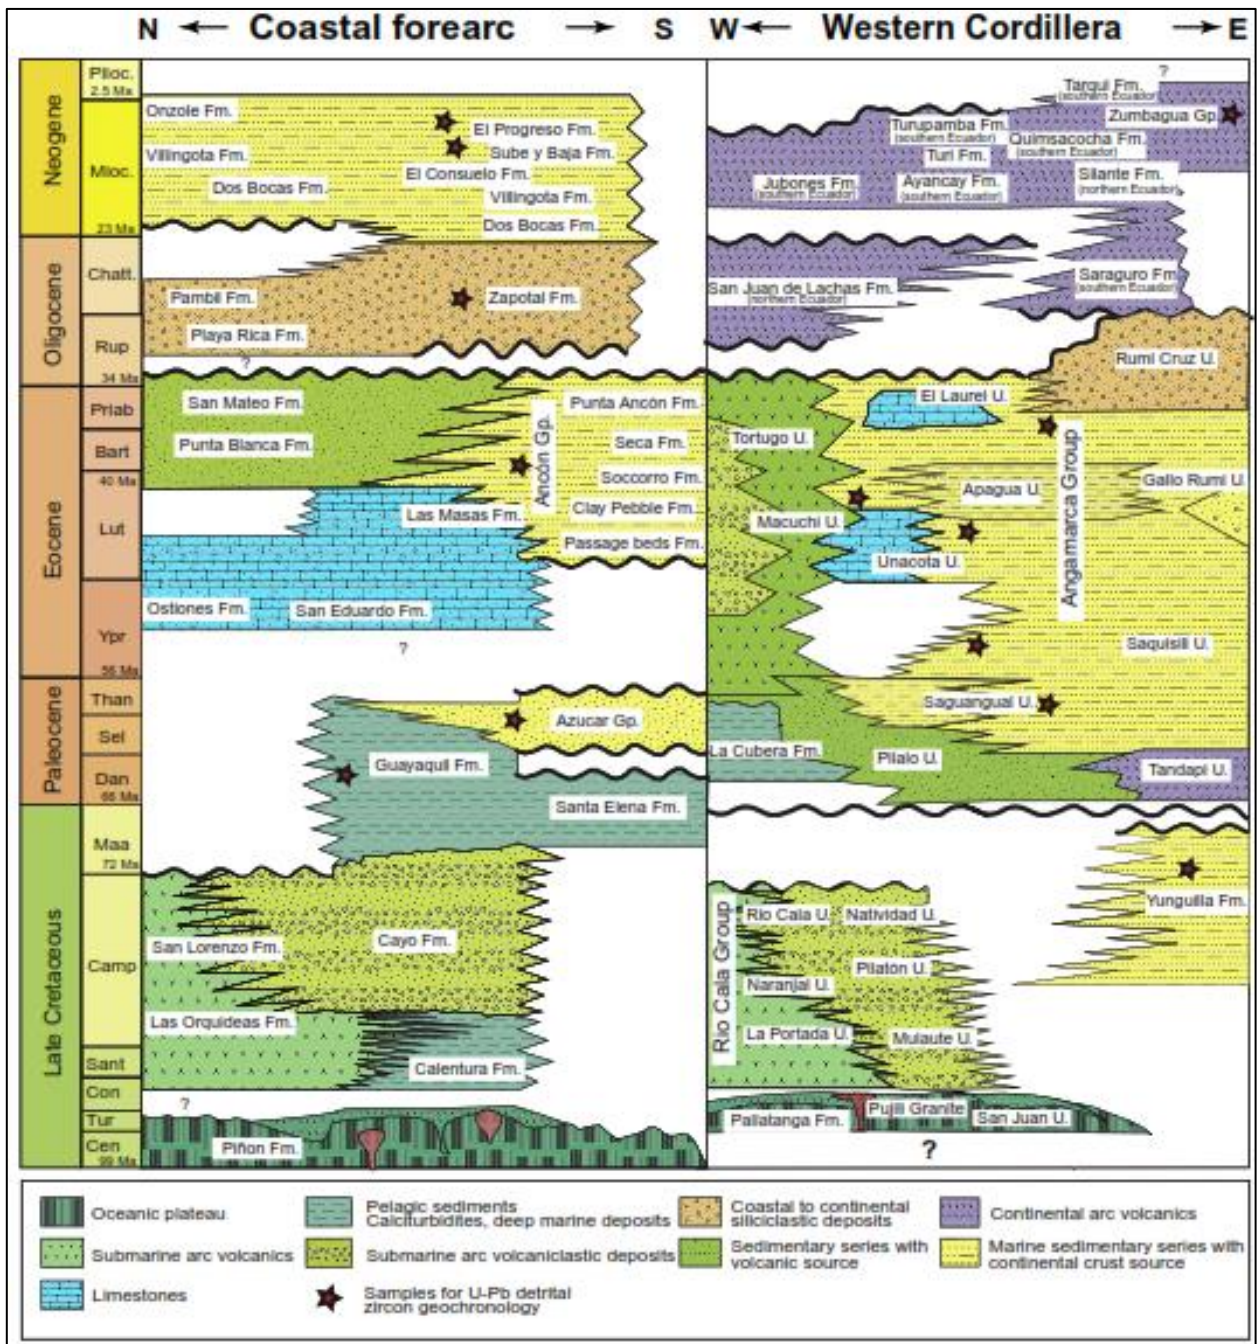 N Coastal forearc S W Western Cordillera E
Neogene
Plioc.
2.5 Ma
Mioc.
23 Ma
Oligocene
Chatt.
Rup
34 Ma
Eocene
Priab
Bart
40 Ma
Lut
Ypr
56 Ma
Paleocene
Than
Sel
Dan
66 Ma
Late Cretaceous
Maa
72 Ma
Camp
Sant
Con
Tur
Cen
99 Ma
Onzole Fm.
El Progreso Fm.
Villingota Fm.
Sube y Baja Fm.
El Consuelo Fm.
Dos Bocas Fm.
Villingota Fm.
Dos Bocas Fm.
Pambil Fm.
Zapotal Fm.
Playa Rica Fm.
?
San Mateo Fm.
Punta Ancón Fm.
Punta Blanca Fm.
Ancón Gp.
Seca Fm.
Soccorro Fm.
Las Masas Fm.
Clay Pebble Fm.
Passage beds Fm.
Ostiones Fm.
San Eduardo Fm.
?
Azucar Gp.
Guayaquil Fm.
Santa Elena Fm.
San Lorenzo Fm.
Cayo Fm.
Las Orquideas Fm.
Calentura Fm.
?
Piñon Fm.
?
Tarqui Fm.
(southern Ecuador)
Zumbagua Gp.
Turupamba Fm.
(southern Ecuador)
Quimsacocha Fm.
(southern Ecuador)
Turi Fm.
Jubones Fm.
(southern Ecuador)
Ayancay Fm.
(southern Ecuador)
Silante Fm.
(northern Ecuador)
San Juan de Lachas Fm.
(northern Ecuador)
Saraguro Fm
(southern Ecuador)
Rumi Cruz U.
El Laurel U.
Tortugo U.
Angamarca Group
Apagua U.
Gallo Rumi U.
Macuchi U.
Unacota U.
Saquisili U.
Saguangual U.
La Cubera Fm.
Pilalo U.
Tandapi U.
Yunguilla Fm.
Rio Cala Group
Rio Cala U.
Natividad U.
Pilatón U.
Naranjal U.
La Portada U.
Mulaute U.
Pallatanga Fm.
Pujili Granite
San Juan U.
?
Oceanic plateau
Pelagic sediments
Calciturbidites, deep marine deposits
Coastal to continental
siliciclastic deposits
Continental arc volcanics
Submarine arc volcanics
Submarine arc volcaniclastic deposits
Sedimentary series with
volcanic source
Marine sedimentary series with
continental crust source
Limestones
Samples for U-Pb detrital
zircon geochronology